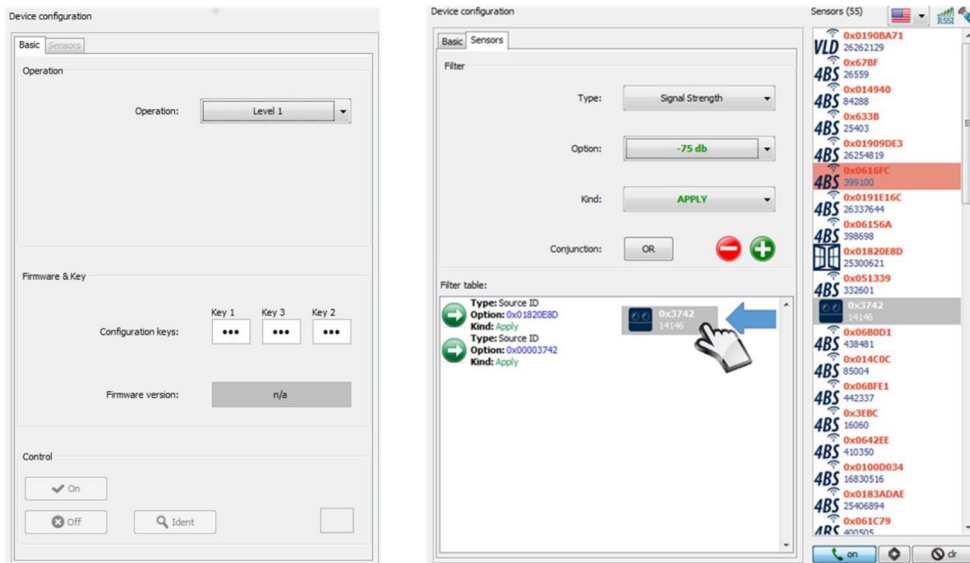 Device configuration
Basic Sensors
Operation
Operation: Level 1
Firmware & Key
Key 1 Key 3 Key 2
Configuration keys: ••• ••• •••
Firmware version: n/a
Control
On
Off Ident
Device configuration
Basic Sensors
Filter
Type: Signal Strength
Option: -75 db
Kind: APPLY
Conjunction: OR
Filter table:
Type: Source ID
Option: 0x01820E8D
Kind: Apply
Type: Source ID
Option: 0x00003742
Kind: Apply
0x3742
14146
Sensors (55) RSSI
0x0190BA71
VLD 26262129
0x67BF
4BS 26559
0x014940
4BS 84288
0x633B
4BS 25403
0x01909DE3
4BS 26254819
0x0616FC
4BS 399100
0x0191E16C
4BS 26337644
0x06156A
4BS 398698
0x01820E8D
25300621
0x051339
4BS 332601
0x3742
14146
0x06B0D1
4BS 438481
0x014C0C
4BS 85004
0x06BFE1
4BS 442337
0x3EBC
4BS 16060
0x0642EE
4BS 410350
0x0100D034
4BS 16830516
0x0183ADAE
4BS 25406894
0x061C79
4BS 400505
on dr